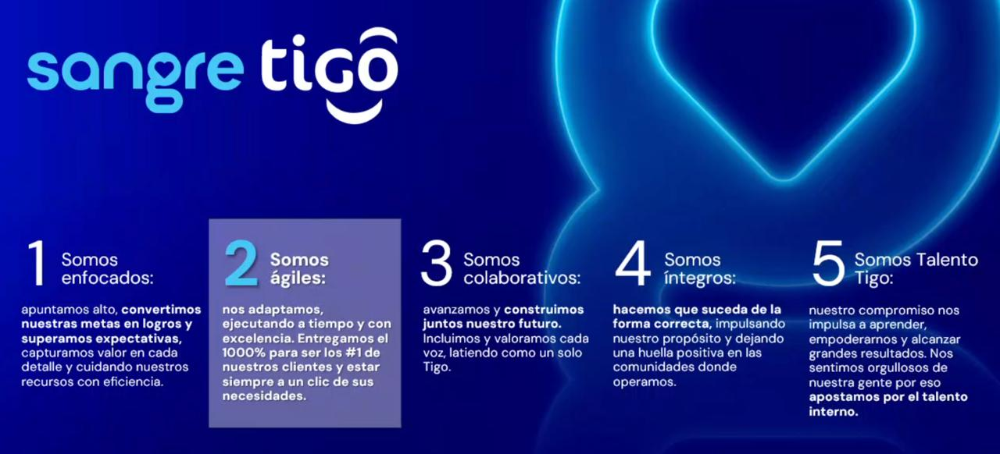 sangre tigo
1 Somos
enfocados:
apuntamos alto, convertimos
nuestras metas en logros y
superamos expectativas,
capturamos valor en cada
detalle y cuidando nuestros
recursos con eficiencia.
2 Somos
ágiles:
nos adaptamos,
ejecutando a tiempo y con
excelencia. Entregamos el
1000% para ser los #1 de
nuestros clientes y estar
siempre a un clic de sus
necesidades.
3 Somos
colaborativos:
avanzamos y construimos
juntos nuestro futuro.
Incluimos y valoramos cada
voz, latiendo como un solo
Tigo.
4 Somos
íntegros:
hacemos que suceda de la
forma correcta, impulsando
nuestro propósito y dejando
una huella positiva en las
comunidades donde
operamos.
5 Somos Talento
Tigo:
nuestro compromiso nos
impulsa a aprender,
empoderarnos y alcanzar
grandes resultados. Nos
sentimos orgullosos de
nuestra gente por eso
apostamos por el talento
interno.